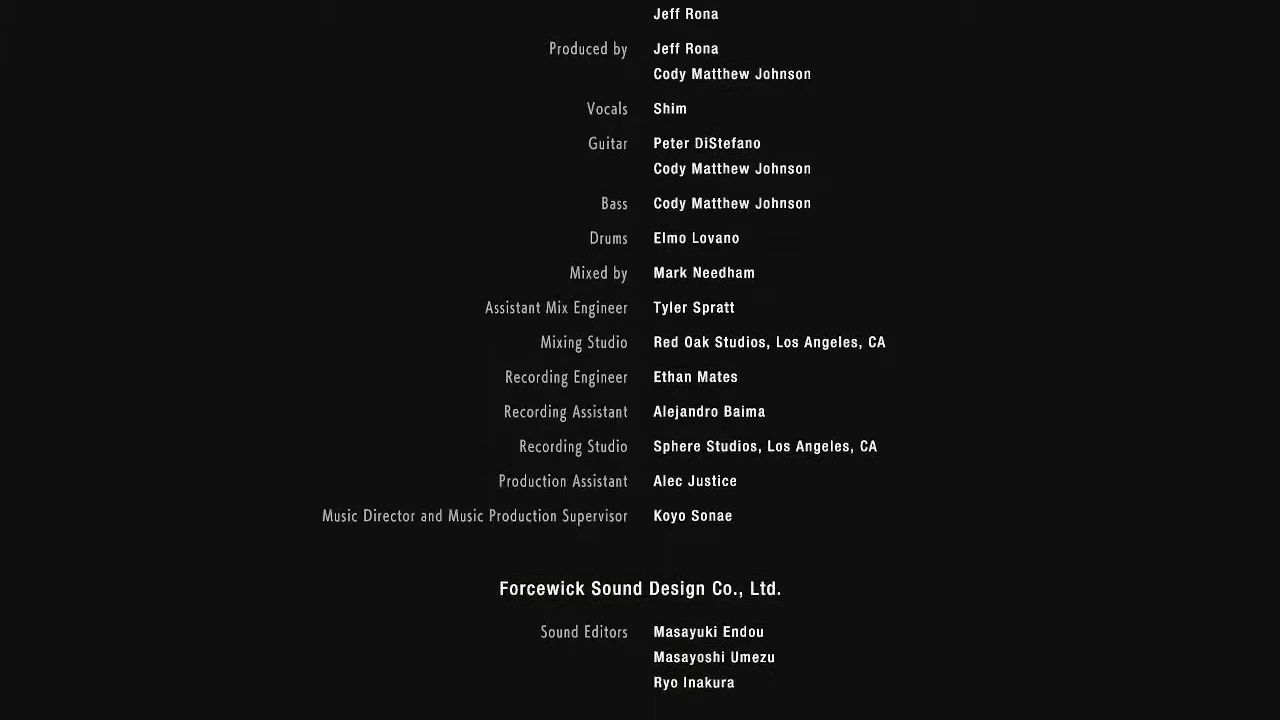 Jeff Rona
Produced by Jeff Rona
Cody Matthew Johnson
Vocals Shim
Guitar Peter DiStefano
Cody Matthew Johnson
Bass Cody Matthew Johnson
Drums Elmo Lovano
Mixed by Mark Needham
Assistant Mix Engineer Tyler Spratt
Mixing Studio Red Oak Studios, Los Angeles, CA
Recording Engineer Ethan Mates
Recording Assistant Alejandro Baima
Recording Studio Sphere Studios, Los Angeles, CA
Production Assistant Alec Justice
Music Director and Music Production Supervisor Koyo Sonae
Forcewick Sound Design Co., Ltd.
Sound Editors Masayuki Endou
Masayoshi Umezu
Ryo Inakura